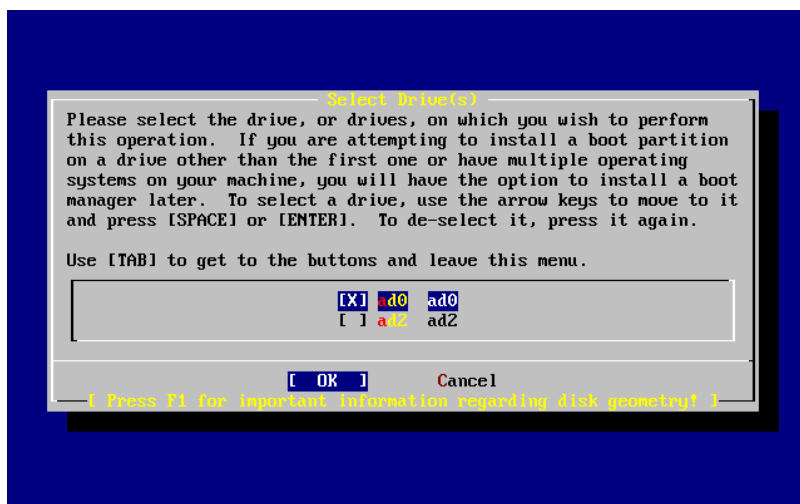 Select Drive(s)
Please select the drive, or drives, on which you wish to perform
this operation.  If you are attempting to install a boot partition
on a drive other than the first one or have multiple operating
systems on your machine, you will have the option to install a boot
manager later.  To select a drive, use the arrow keys to move to it
and press [SPACE] or [ENTER].  To de-select it, press it again.
Use [TAB] to get to the buttons and leave this menu.
[X] ad0  ad0
[ ] ad2  ad2
[  OK  ]  Cancel
[ Press F1 for important information regarding disk geometry! ]